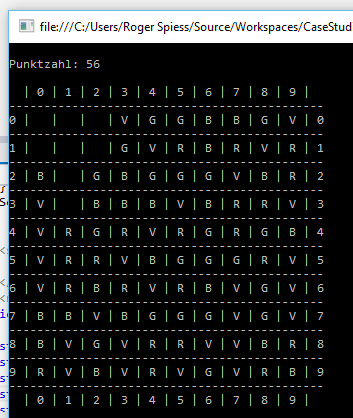 file:///C:/Users/Roger Spiess/Source/Workspaces/CaseStud
Punktzahl: 56
| 0 | 1 | 2 | 3 | 4 | 5 | 6 | 7 | 8 | 9 |
0 | | | | V | G | G | B | B | G | V | 0
1 | | | | G | V | R | B | R | V | R | 1
2 | B | | G | B | G | G | G | V | B | R | 2
3 | V | | B | B | B | V | B | R | R | V | 3
4 | V | R | G | R | V | R | G | R | G | B | 4
5 | V | R | R | V | B | G | G | G | R | V | 5
6 | V | R | B | R | V | V | R | B | G | V | 6
7 | B | B | V | B | G | G | G | V | G | V | 7
8 | B | V | G | V | R | R | V | V | B | R | 8
9 | R | V | B | V | G | V | R | R | B | 9
| 0 | 1 | 2 | 3 | 4 | 5 | 6 | 7 | 8 | 9 |